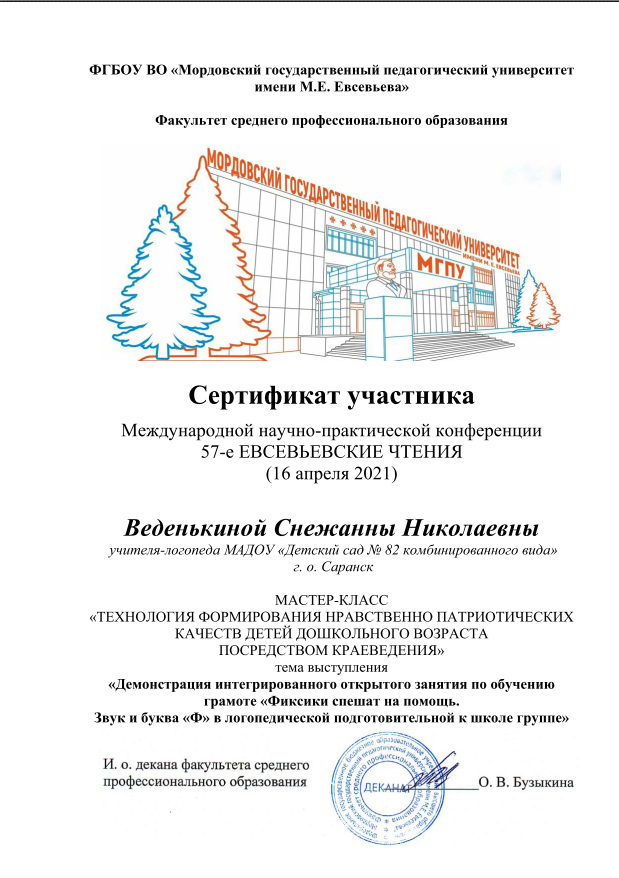 ФГБОУ ВО «Мордовский государственный педагогический университет
имени М.Е. Евсевьева»
Факультет среднего профессионального образования
МОРДОВСКИЙ ГОСУДАРСТВЕННЫЙ ПЕДАГОГИЧЕСКИЙ УНИВЕРСИТЕТ
ИМЕНИ М. Е. ЕВСЕВЬЕВА
МГПУ
Сертификат участника
Международной научно-практической конференции
57-е ЕВСЕВЬЕВСКИЕ ЧТЕНИЯ
(16 апреля 2021)
Веденькиной Снежанны Николаевны
учителя-логопеда МАДОУ «Детский сад № 82 комбинированного вида»
г. о. Саранск
МАСТЕР-КЛАСС
«ТЕХНОЛОГИЯ ФОРМИРОВАНИЯ НРАВСТВЕННО ПАТРИОТИЧЕСКИХ
КАЧЕСТВ ДЕТЕЙ ДОШКОЛЬНОГО ВОЗРАСТА
ПОСРЕДСТВОМ КРАЕВЕДЕНИЯ»
тема выступления
«Демонстрация интегрированного открытого занятия по обучению
грамоте «Фиксики спешат на помощь.
Звук и буква «Ф» в логопедической подготовительной к школе группе»
И. о. декана факультета среднего
профессионального образования
ДЕКАНАТ
О. В. Бузыкина